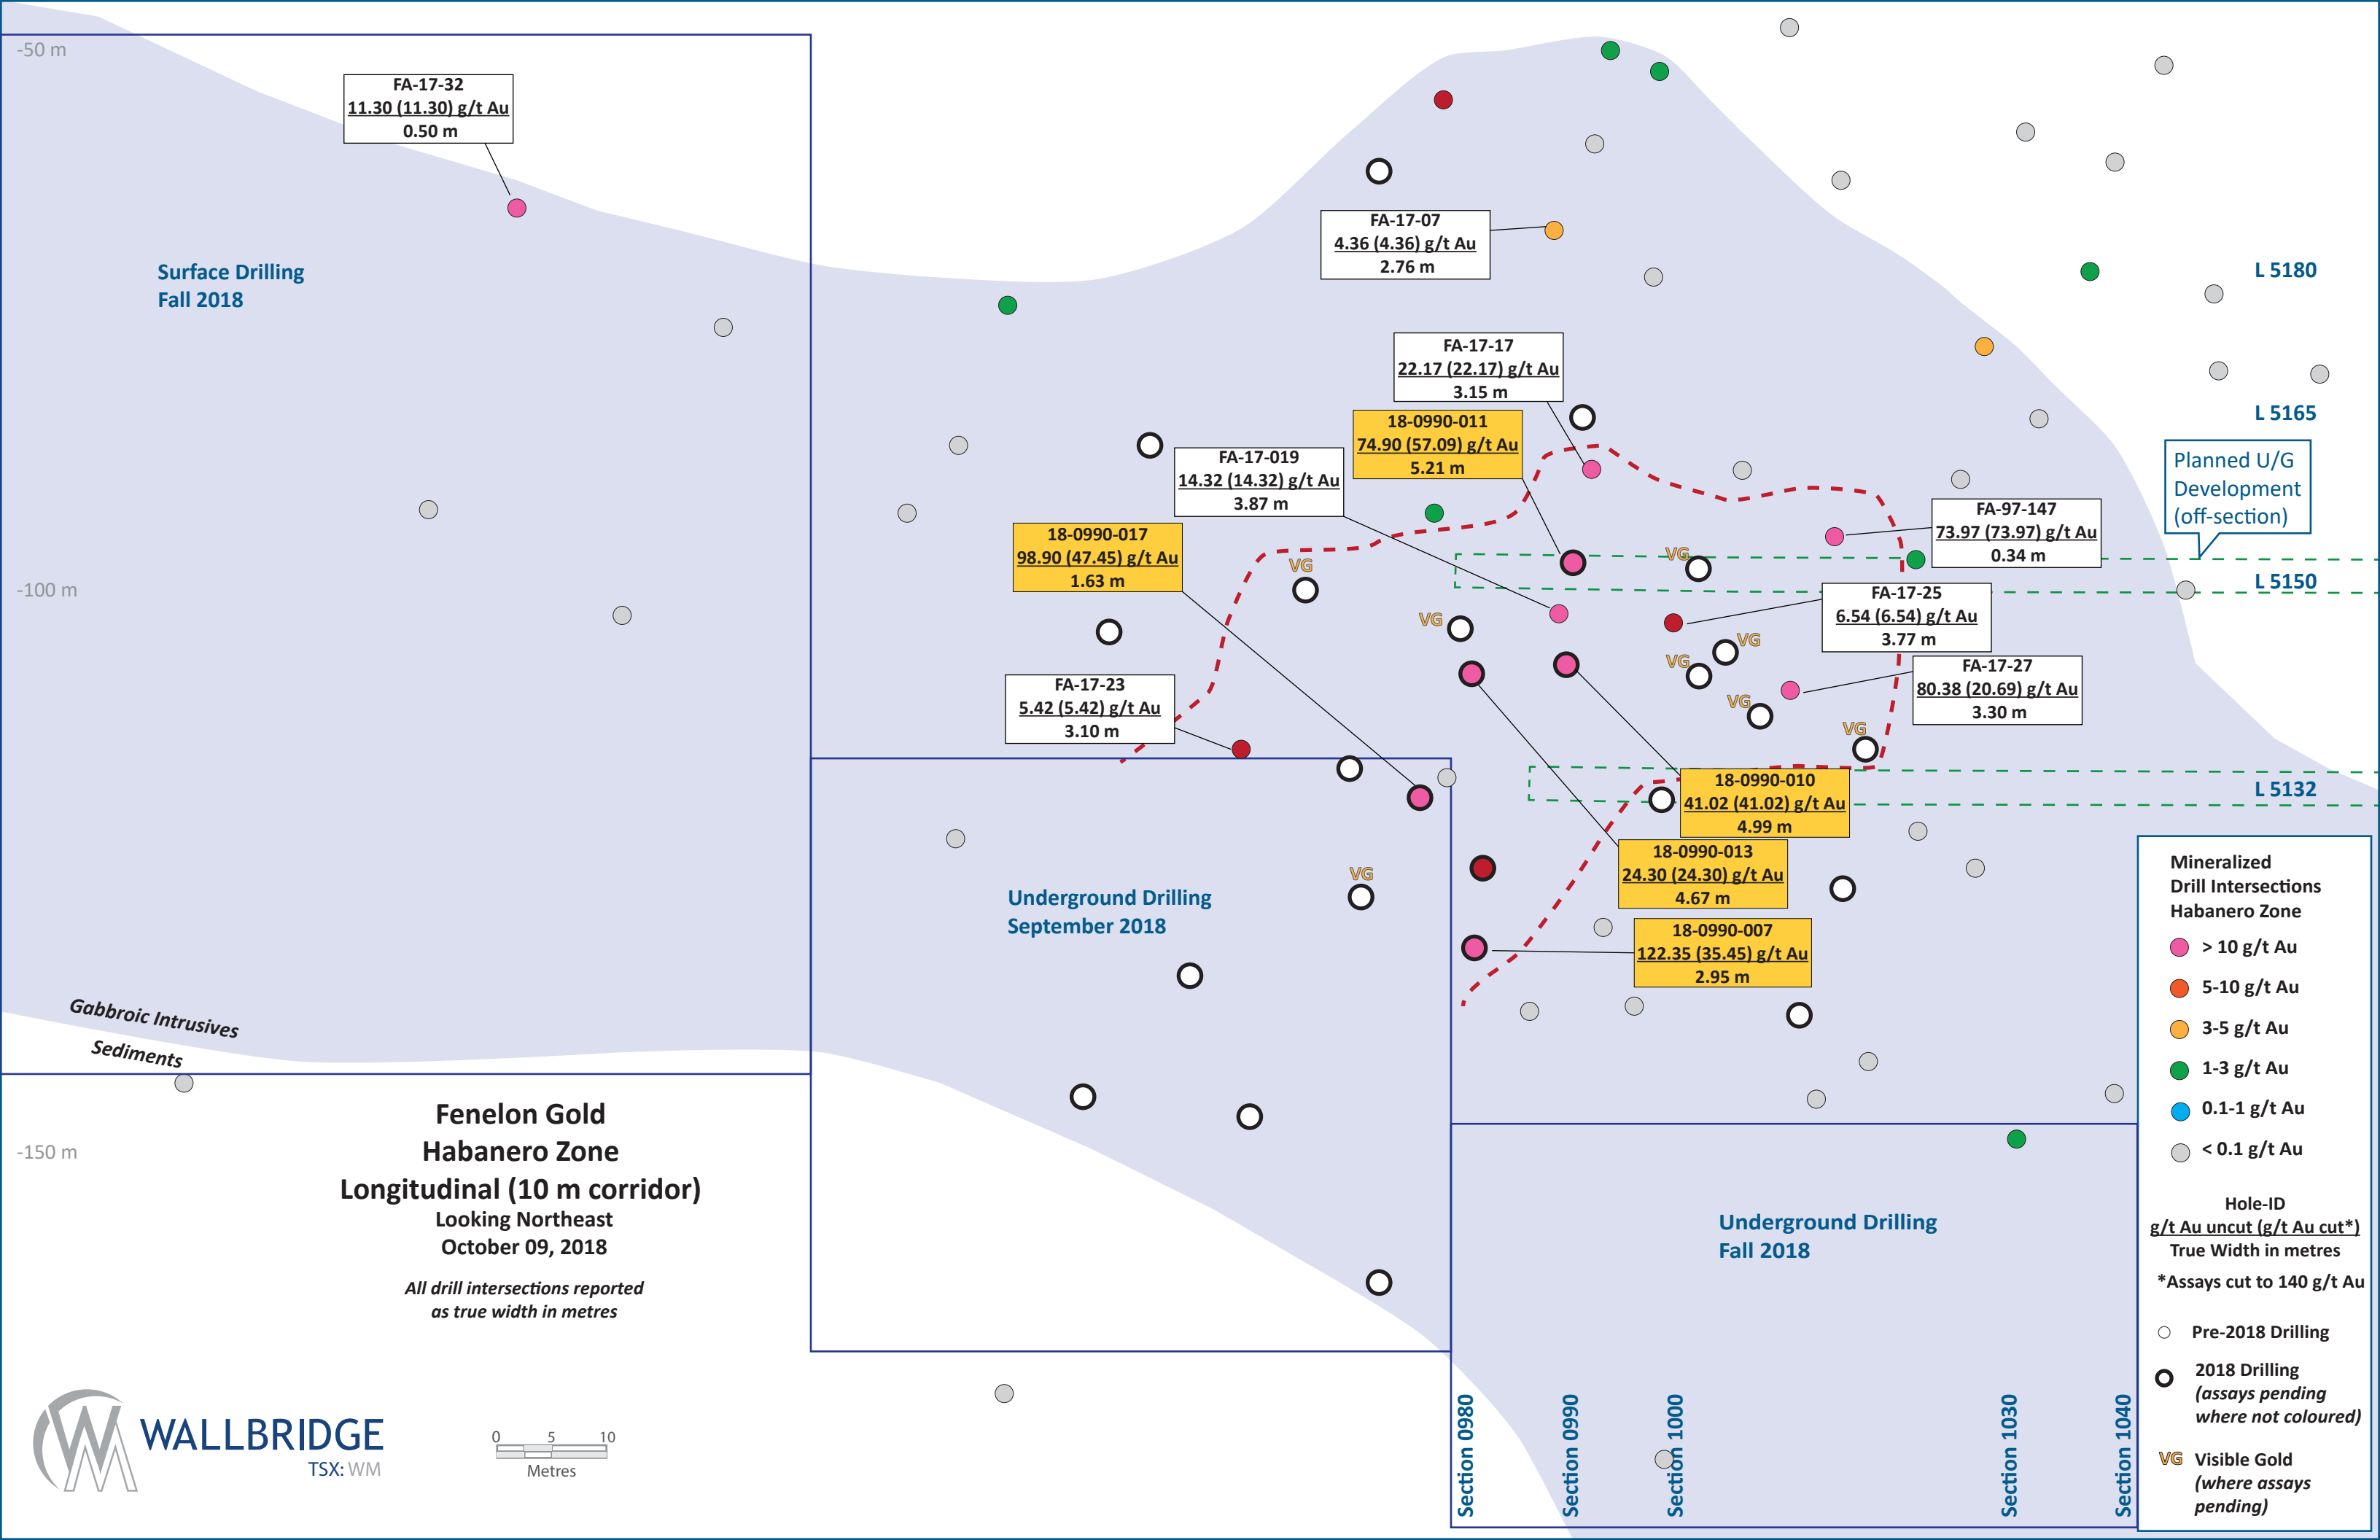 -50 m
FA-17-32
11.30 (11.30) g/t Au
0.50 m
Surface Drilling
Fall 2018
FA-17-07
4.36 (4.36) g/t Au
2.76 m
L 5180
FA-17-17
22.17 (22.17) g/t Au
3.15 m
L 5165
18-0990-011
74.90 (57.09) g/t Au
5.21 m
FA-17-019
14.32 (14.32) g/t Au
3.87 m
Planned U/G
Development
(off-section)
FA-97-147
73.97 (73.97) g/t Au
0.34 m
18-0990-017
98.90 (47.45) g/t Au
1.63 m
VG
VG
-100 m
L 5150
FA-17-25
6.54 (6.54) g/t Au
3.77 m
VG
VG
VG
FA-17-27
80.38 (20.69) g/t Au
3.30 m
FA-17-23
5.42 (5.42) g/t Au
3.10 m
VG
VG
18-0990-010
41.02 (41.02) g/t Au
4.99 m
L 5132
18-0990-013
24.30 (24.30) g/t Au
4.67 m
VG
Underground Drilling
September 2018
18-0990-007
122.35 (35.45) g/t Au
2.95 m
Gabbroic Intrusives
Sediments
-150 m
Fenelon Gold
Habanero Zone
Longitudinal (10 m corridor)
Looking Northeast
October 09, 2018
All drill intersections reported
as true width in metres
Underground Drilling
Fall 2018
Mineralized
Drill Intersections
Habanero Zone
> 10 g/t Au
5-10 g/t Au
3-5 g/t Au
1-3 g/t Au
0.1-1 g/t Au
< 0.1 g/t Au
Hole-ID
g/t Au uncut (g/t Au cut*)
True Width in metres
*Assays cut to 140 g/t Au
Pre-2018 Drilling
2018 Drilling
(assays pending
where not coloured)
VG Visible Gold
(where assays
pending)
WALLBRIDGE
TSX: WM
0 5 10
Metres
Section 0980
Section 0990
Section 1000
Section 1030
Section 1040